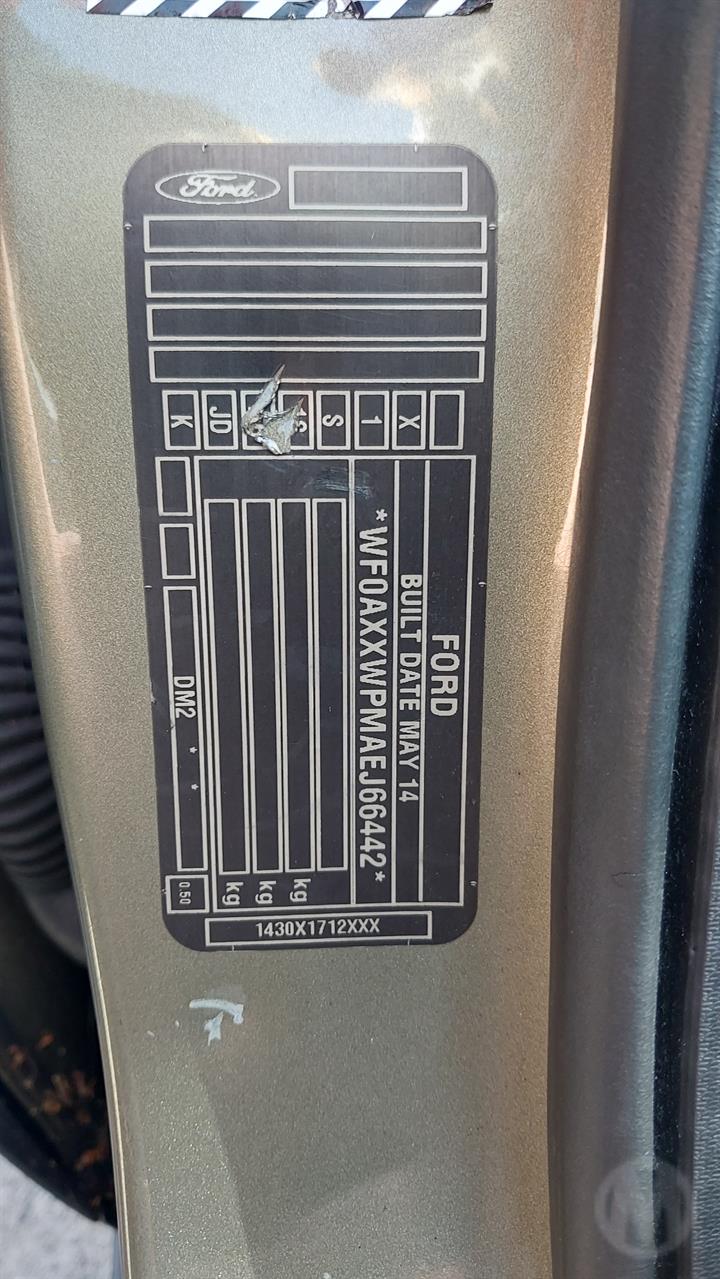 Ford
FORD
BUILT DATE MAY 14
*WF0AXXWPMAEJ66442*
kg
kg
kg
X
1
S
JD
K
DM2 * *
0.50
1430X1712XXX
M